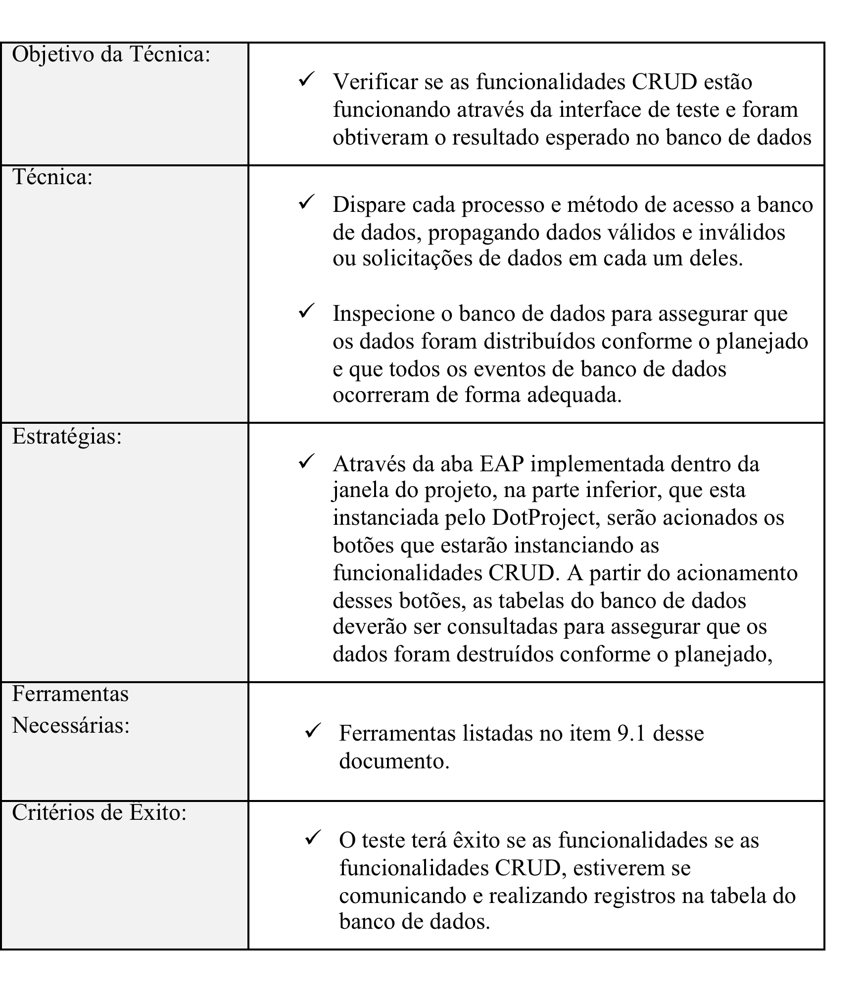 Objetivo da Técnica:
✓ Verificar se as funcionalidades CRUD estão
funcionando através da interface de teste e foram
obtiveram o resultado esperado no banco de dados
Técnica:
✓ Dispare cada processo e método de acesso a banco
de dados, propagando dados válidos e inválidos
ou solicitações de dados em cada um deles.
✓ Inspecione o banco de dados para assegurar que
os dados foram distribuídos conforme o planejado
e que todos os eventos de banco de dados
ocorreram de forma adequada.
Estratégias:
✓ Através da aba EAP implementada dentro da
janela do projeto, na parte inferior, que esta
instanciada pelo DotProject, serão acionados os
botões que estarão instanciando as
funcionalidades CRUD. A partir do acionamento
desses botões, as tabelas do banco de dados
deverão ser consultadas para assegurar que os
dados foram destruídos conforme o planejado,
Ferramentas
Necessárias:
✓ Ferramentas listadas no item 9.1 desse
documento.
Critérios de Êxito:
✓ O teste terá êxito se as funcionalidades se as
funcionalidades CRUD, estiverem se
comunicando e realizando registros na tabela do
banco de dados.